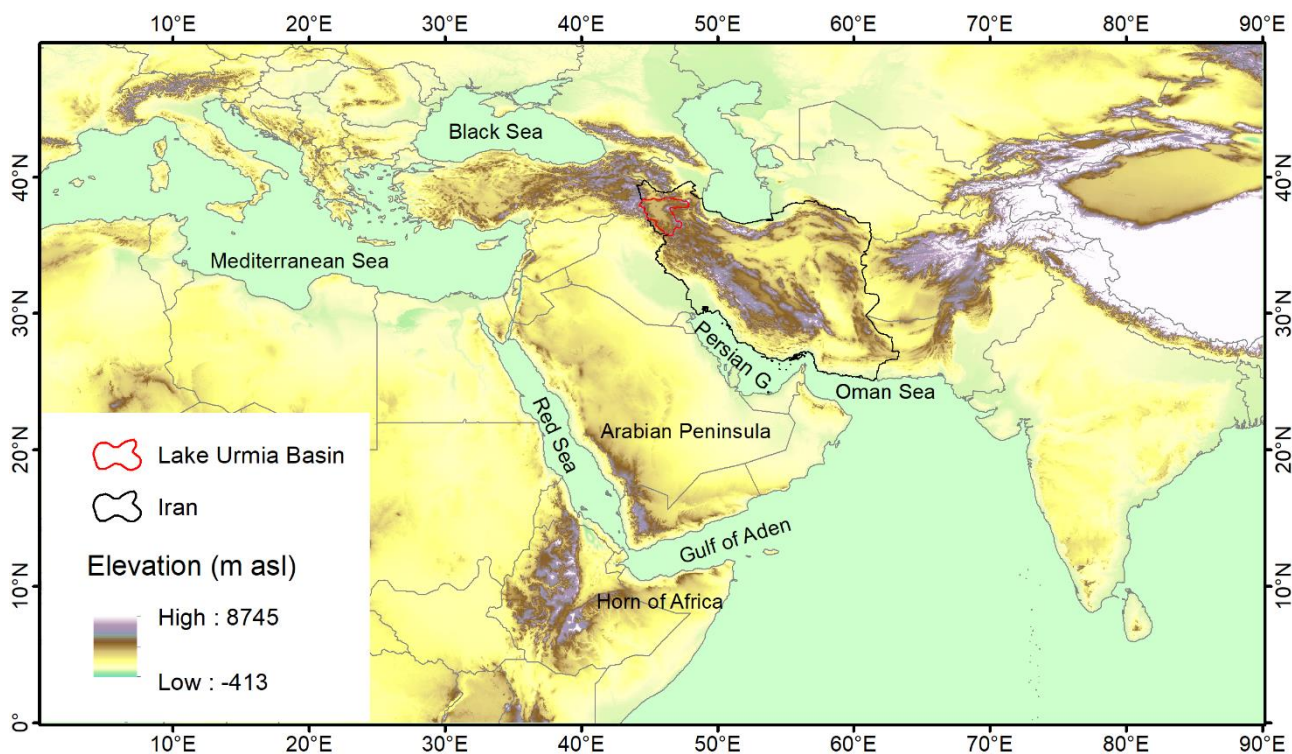 10°E 20°E 30°E 40°E 50°E 60°E 70°E 80°E 90°E
Black Sea
40°N 40°N
Mediterranean Sea
30°N 30°N
Persian G.
Oman Sea
Red Sea
Arabian Peninsula
20°N 20°N
Gulf of Aden
10°N 10°N
Horn of Africa
0° 0°
Lake Urmia Basin
Iran
Elevation (m asl)
High : 8745
Low : -413
0° 10°E 20°E 30°E 40°E 50°E 60°E 70°E 80°E 90°E